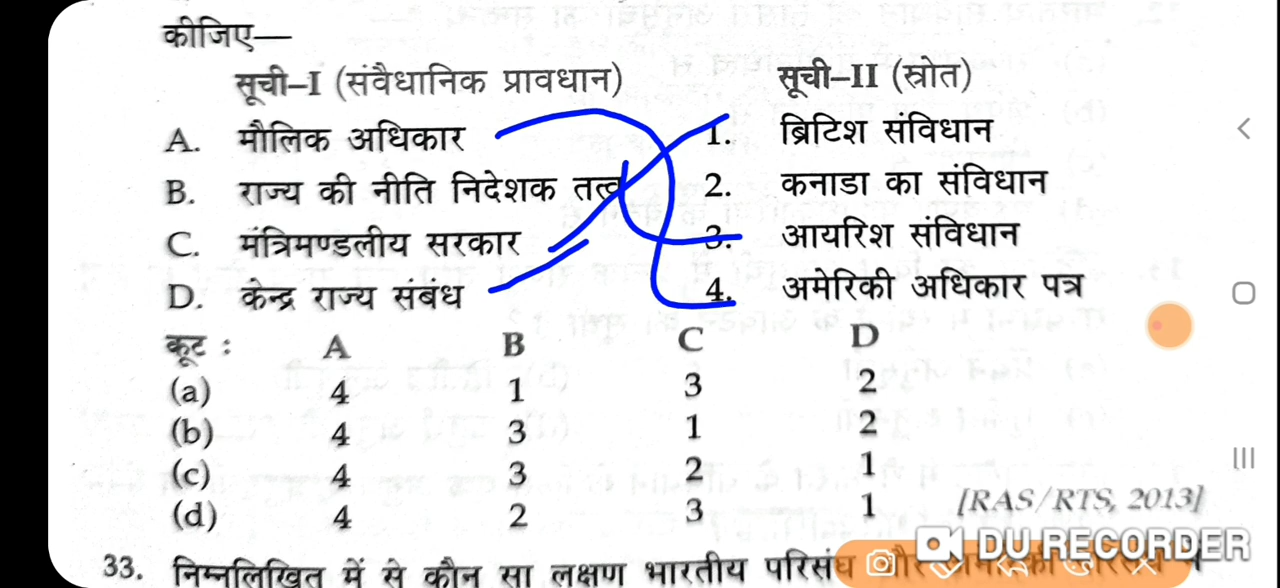 कीजिए—
सूची–I (संवैधानिक प्रावधान) सूची–II (स्रोत)
A. मौलिक अधिकार 1. ब्रिटिश संविधान
B. राज्य की नीति निदेशक तत्व 2. कनाडा का संविधान
C. मंत्रिमण्डलीय सरकार 3. आयरिश संविधान
D. केन्द्र राज्य संबंध 4. अमेरिकी अधिकार पत्र
कूट : A B C D
(a) 4 1 3 2
(b) 4 3 1 2
(c) 4 3 2 1
(d) 4 2 3 1 [RAS/RTS, 2013]
DU RECORDER
33. निम्नलिखित में से कौन सा लक्षण भारतीय परिसंघ और